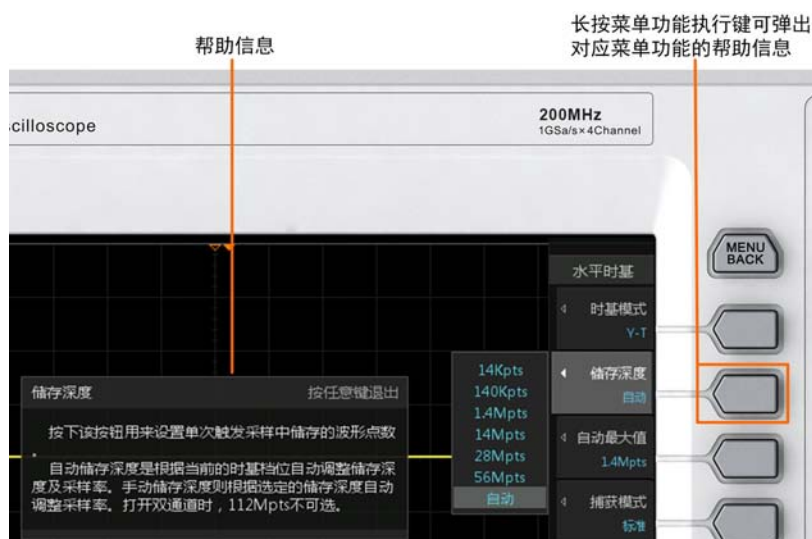 长按菜单功能执行键可弹出
对应菜单功能的帮助信息
帮助信息
cilloscope
200MHz
1GSa/s×4Channel
MENU
BACK
水平时基
时基模式
Y-T
储存深度
自动
自动最大值
1.4Mpts
捕获模式
标准
14Kpts
140Kpts
1.4Mpts
14Mpts
28Mpts
56Mpts
自动
储存深度 按任意键退出
按下该按钮用来设置单次触发采样中储存的波形点数
。
自动储存深度是根据当前的时基档位自动调整储存深
度及采样率。手动储存深度则根据选定的储存深度自动
调整采样率。打开双通道时，112Mpts不可选。